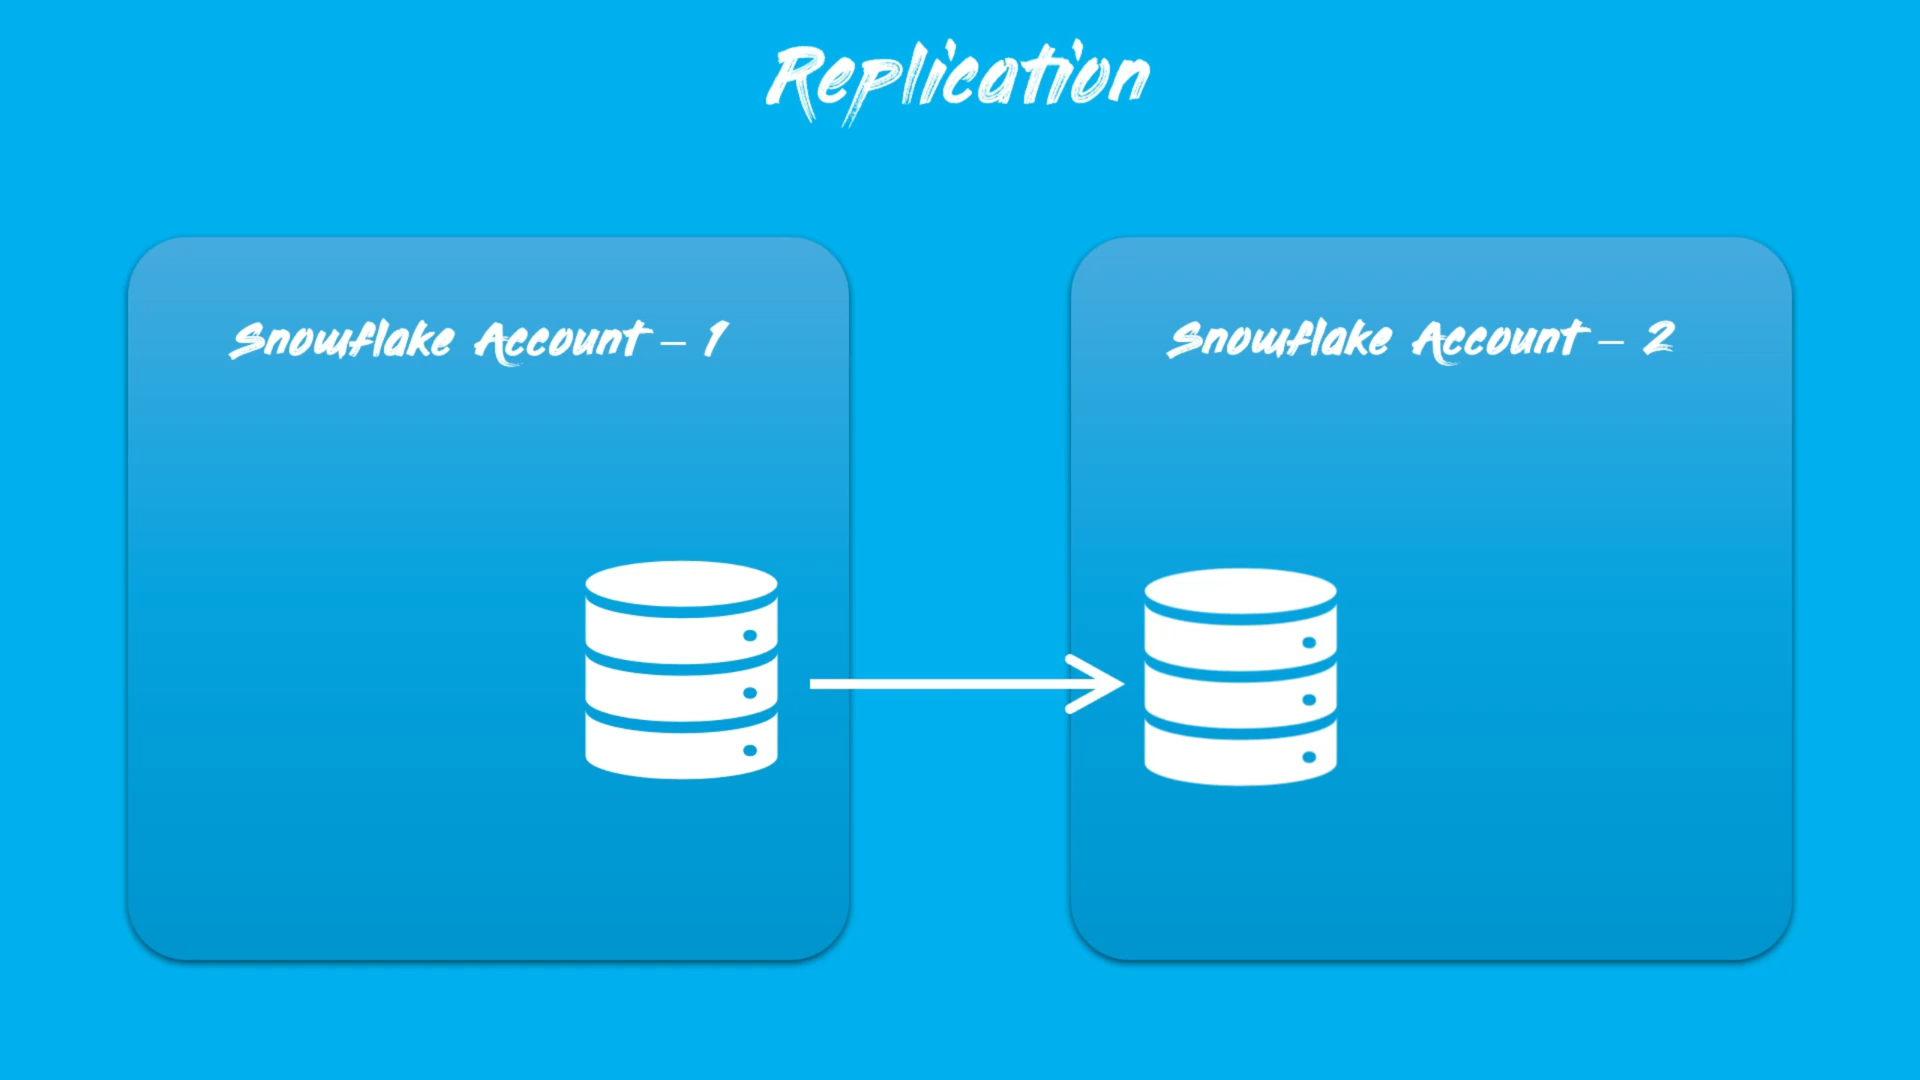 Replication
Snowflake Account – 1
Snowflake Account – 2